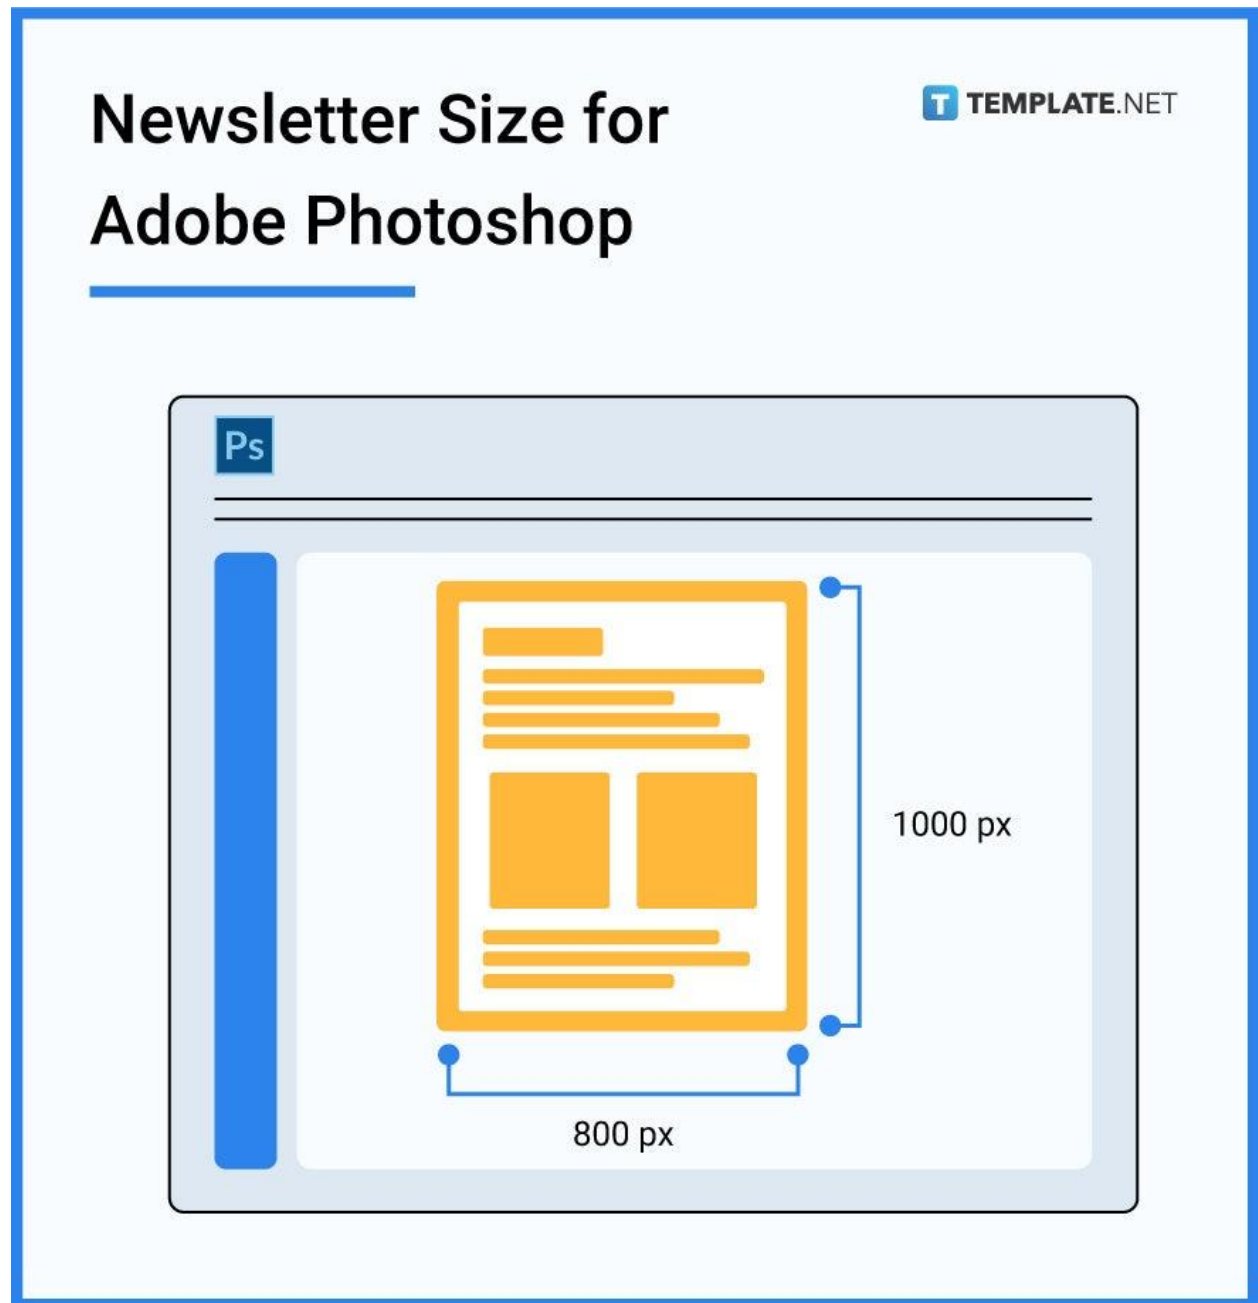 Newsletter Size for
Adobe Photoshop
T TEMPLATE.NET
Ps
1000 px
800 px